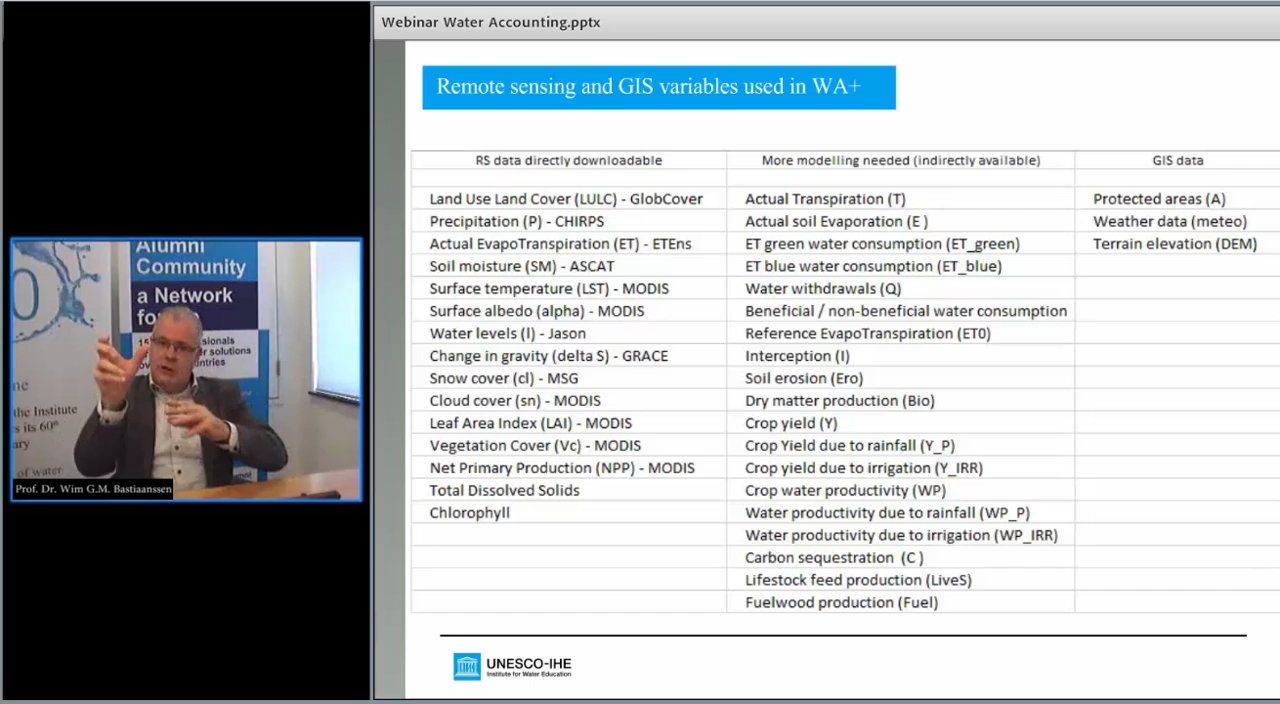 Webinar Water Accounting.pptx
Remote sensing and GIS variables used in WA+
RS data directly downloadable
More modelling needed (indirectly available)
GIS data
Land Use Land Cover (LULC) - GlobCover
Actual Transpiration (T)
Protected areas (A)
Precipitation (P) - CHIRPS
Actual soil Evaporation (E )
Weather data (meteo)
Actual EvapoTranspiration (ET) - ETEns
ET green water consumption (ET_green)
Terrain elevation (DEM)
Soil moisture (SM) - ASCAT
ET blue water consumption (ET_blue)
Surface temperature (LST) - MODIS
Water withdrawals (Q)
Surface albedo (alpha) - MODIS
Beneficial / non-beneficial water consumption
Water levels (l) - Jason
Reference EvapoTranspiration (ET0)
Change in gravity (delta S) - GRACE
Interception (I)
Snow cover (cl) - MSG
Soil erosion (Ero)
Cloud cover (sn) - MODIS
Dry matter production (Bio)
Leaf Area Index (LAI) - MODIS
Crop yield (Y)
Vegetation Cover (Vc) - MODIS
Crop Yield due to rainfall (Y_P)
Net Primary Production (NPP) - MODIS
Crop yield due to irrigation (Y_IRR)
Total Dissolved Solids
Crop water productivity (WP)
Chlorophyll
Water productivity due to rainfall (WP_P)
Water productivity due to irrigation (WP_IRR)
Carbon sequestration (C )
Lifestock feed production (LiveS)
Fuelwood production (Fuel)
UNESCO-IHE
Institute for Water Education
Alumni
Community
a Network
the Institute
its 60th
of water
Prof. Dr. Wim G.M. Bastiaanssen